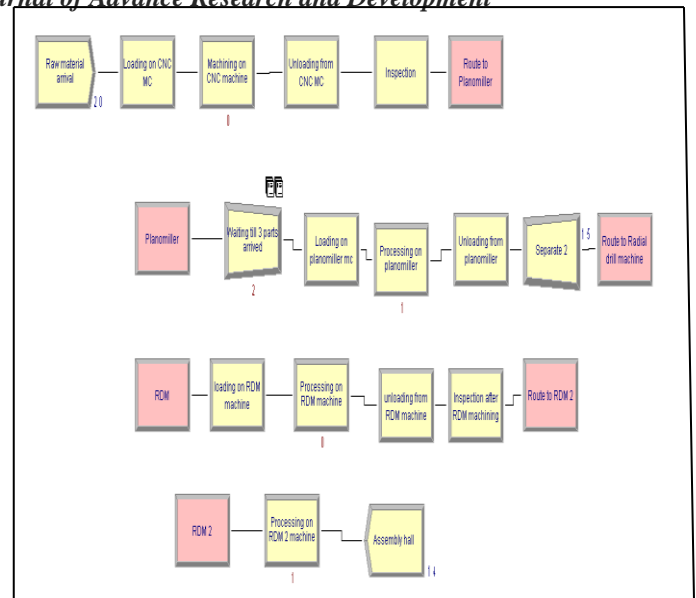 urnal of Advance Research and Development
Raw material
arrival
20
Loading on CNC
MC
Machining on
CNC machine
0
Unloading from
CNC MC
Inspection
Route to
Planomiller
Planomiller
Waiting till 3 parts
arrived
2
Loading on
planomiller mc
Processing on
planomiller
1
Unloading from
planomiller
Separate 2
15
Route to Radial
drill machine
RDM
loading on RDM
machine
Processing on
RDM machine
0
unloading from
RDM machine
Inspection after
RDM machining
Route to RDM 2
RDM 2
Processing on
RDM 2 machine
1
Assembly hall
14